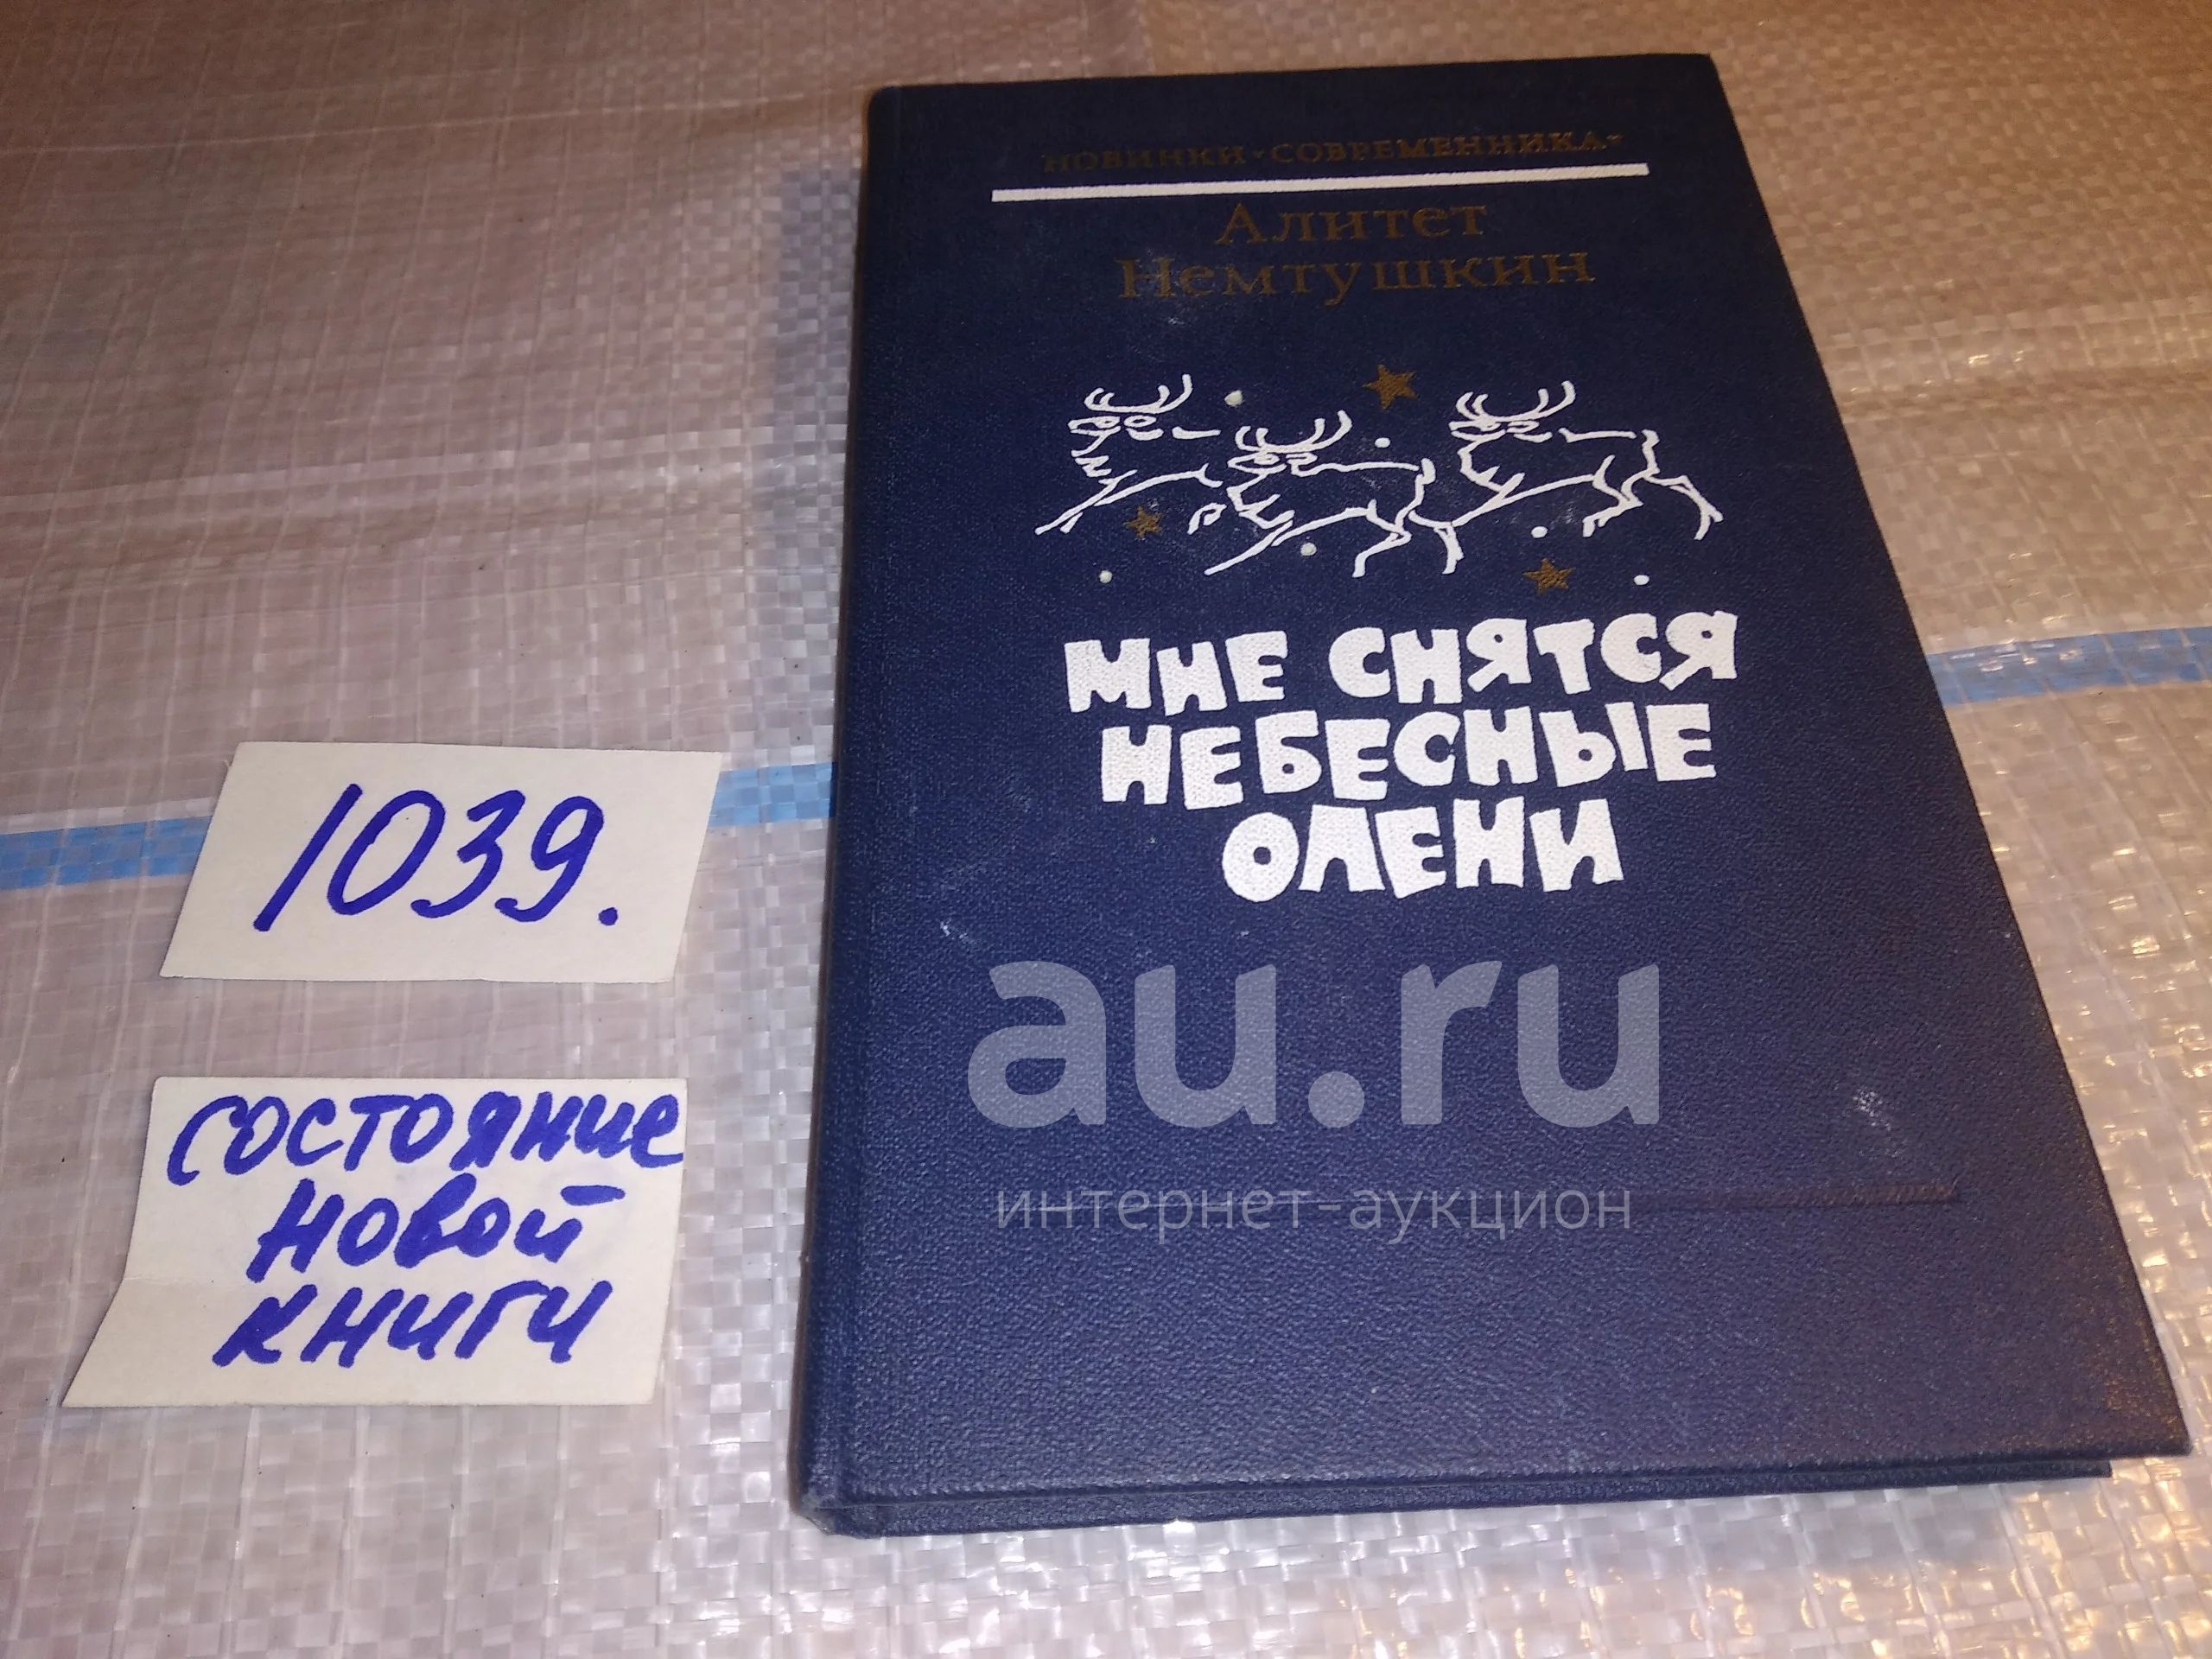 НОВИНКИ «СОВРЕМЕННИКА»
Алитет
Немтушкин
МНЕ СНЯТСЯ
НЕБЕСНЫЕ
ОЛЕНИ
1039.
состояние
новой
книги
au.ru
интернет-аукцион